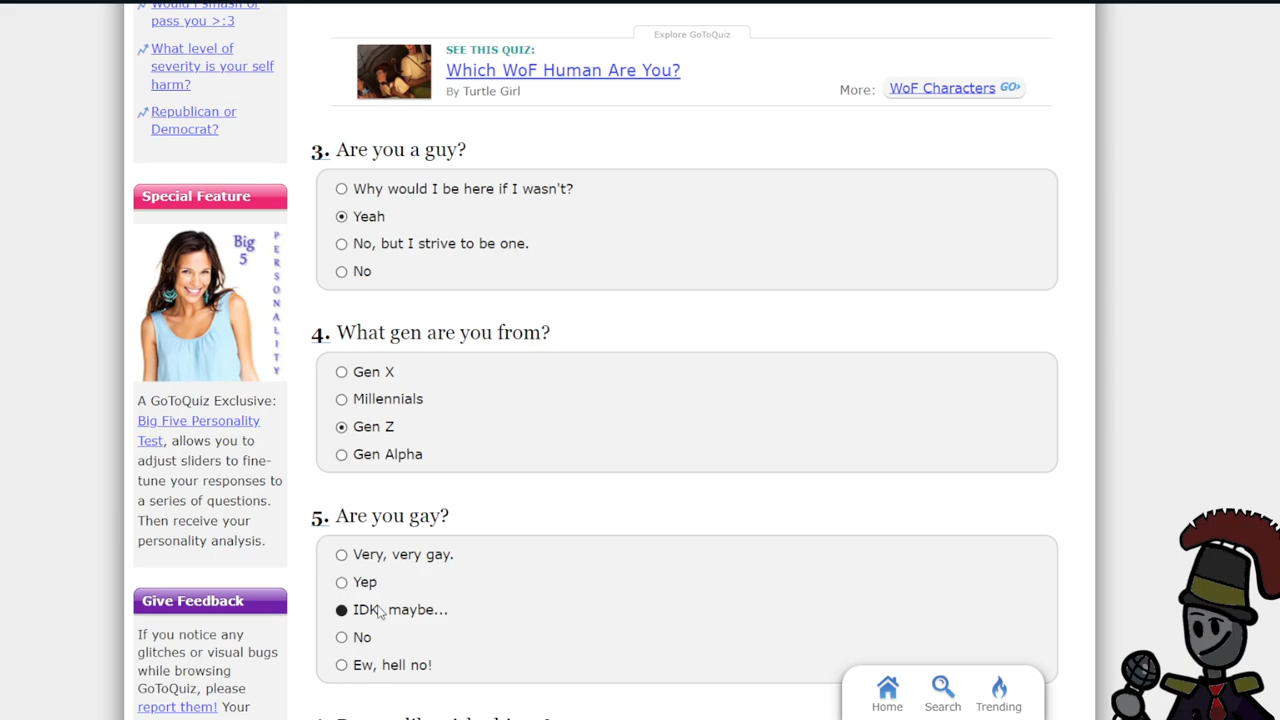 pass you >:3
What level of
severity is your self
harm?
Republican or
Democrat?
Special Feature
Big
5
PERSONALITY
A GoToQuiz Exclusive:
Big Five Personality
Test, allows you to
adjust sliders to fine-
tune your responses to
a series of questions.
Then receive your
personality analysis.
Give Feedback
If you notice any
glitches or visual bugs
while browsing
GoToQuiz, please
report them! Your
Explore GoToQuiz
SEE THIS QUIZ:
Which WoF Human Are You?
By Turtle Girl
More: WoF Characters GO>
3. Are you a guy?
Why would I be here if I wasn't?
Yeah
No, but I strive to be one.
No
4. What gen are you from?
Gen X
Millennials
Gen Z
Gen Alpha
5. Are you gay?
Very, very gay.
Yep
IDK, maybe...
No
Ew, hell no!
Home
Search
Trending